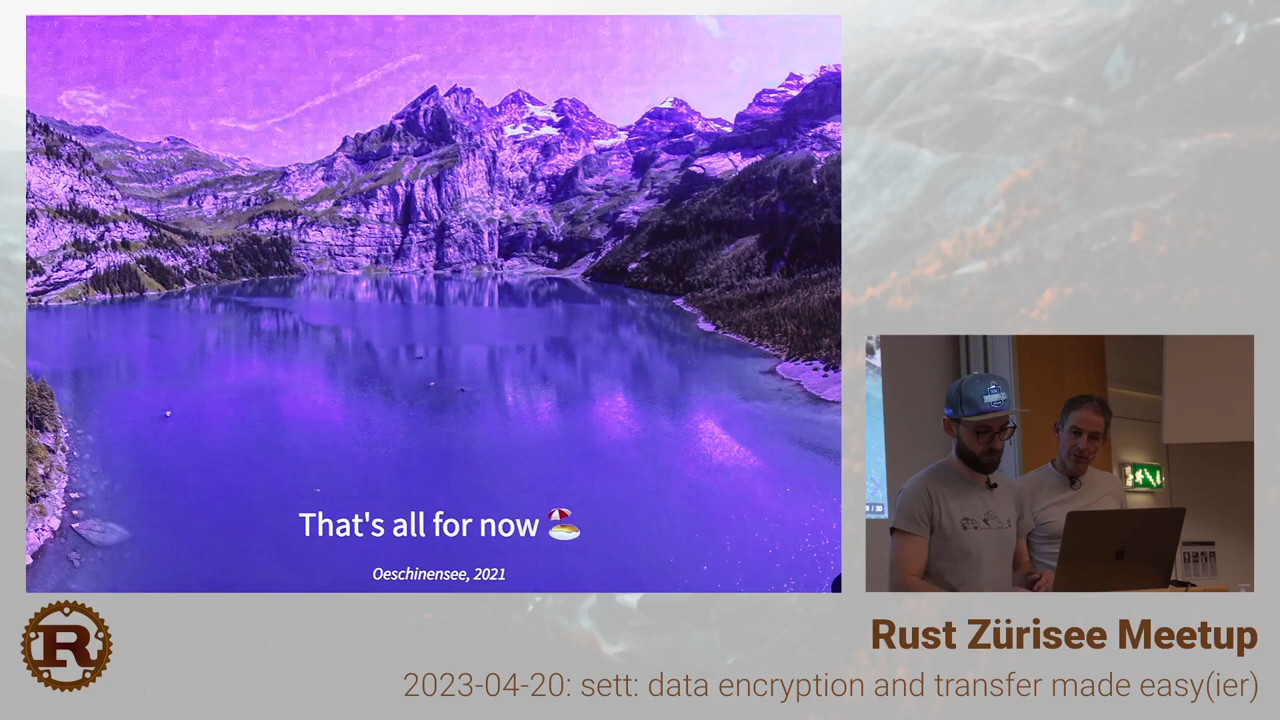 That's all for now
Oeschinensee, 2021
/ 30
R
Rust Zürisee Meetup
2023-04-20: sett: data encryption and transfer made easy(ier)